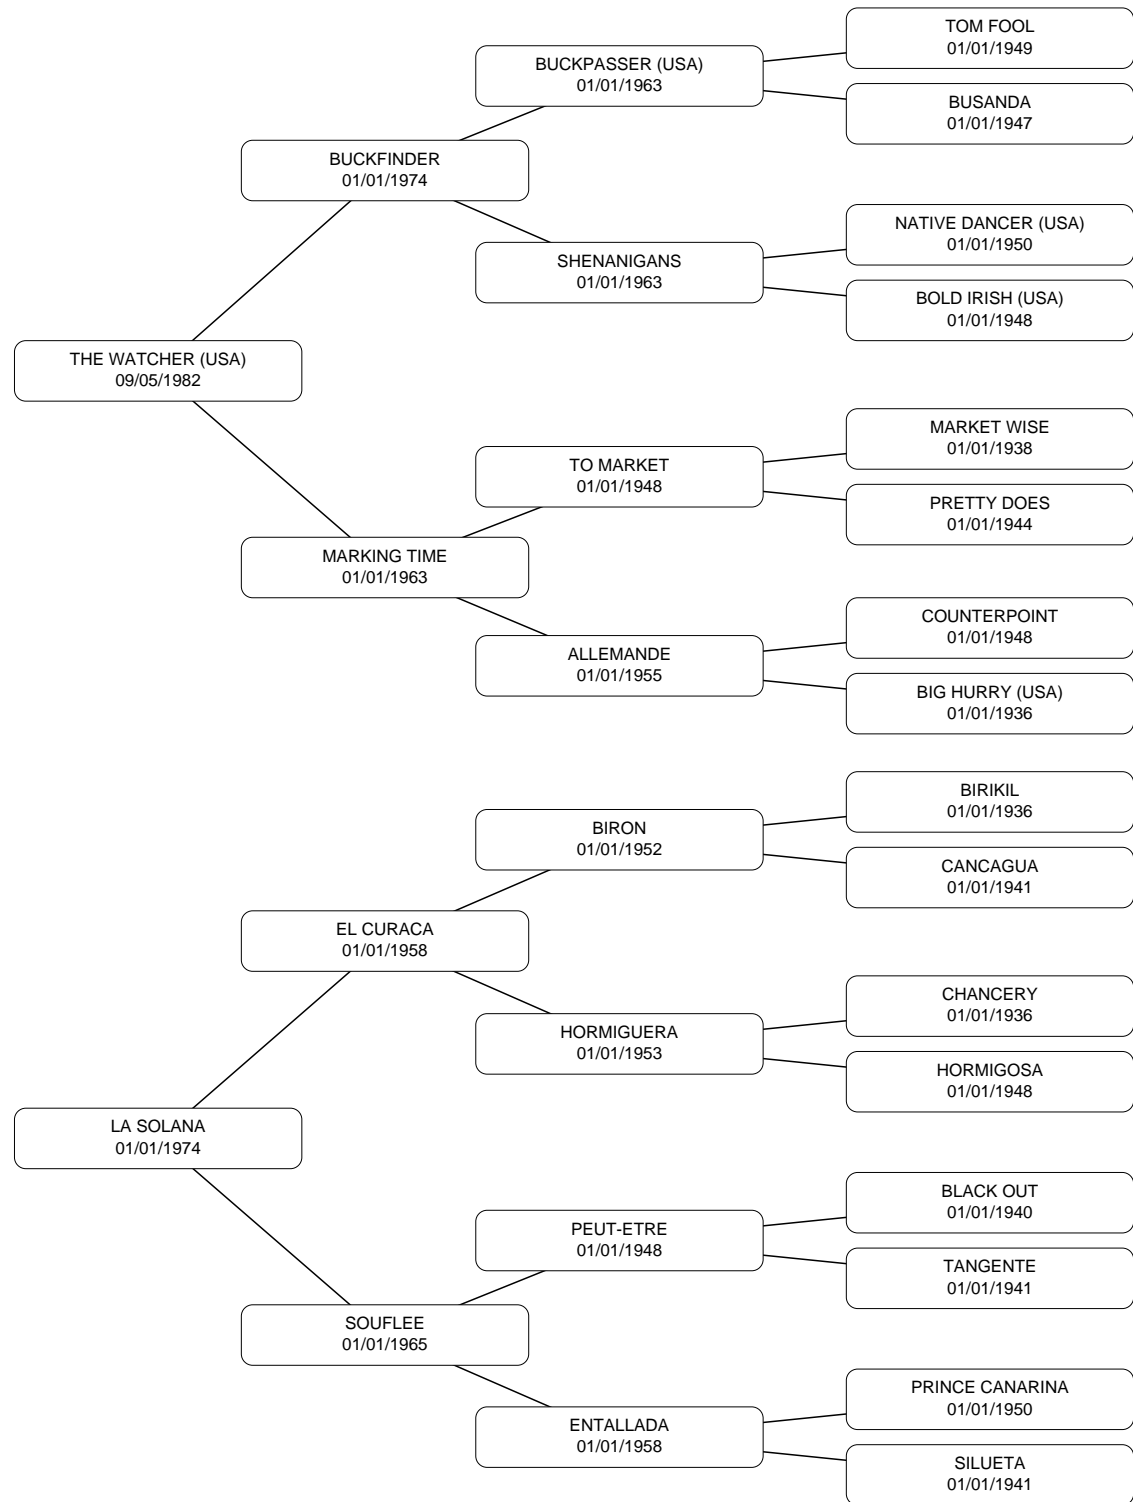 TOM FOOL
01/01/1949
BUCKPASSER (USA)
01/01/1963
BUSANDA
01/01/1947
BUCKFINDER
01/01/1974
NATIVE DANCER (USA)
01/01/1950
SHENANIGANS
01/01/1963
BOLD IRISH (USA)
01/01/1948
THE WATCHER (USA)
09/05/1982
MARKET WISE
01/01/1938
TO MARKET
01/01/1948
PRETTY DOES
01/01/1944
MARKING TIME
01/01/1963
COUNTERPOINT
01/01/1948
ALLEMANDE
01/01/1955
BIG HURRY (USA)
01/01/1936
BIRIKIL
01/01/1936
BIRON
01/01/1952
CANCAGUA
01/01/1941
EL CURACA
01/01/1958
CHANCERY
01/01/1936
HORMIGUERA
01/01/1953
HORMIGOSA
01/01/1948
LA SOLANA
01/01/1974
BLACK OUT
01/01/1940
PEUT-ETRE
01/01/1948
TANGENTE
01/01/1941
SOUFLEE
01/01/1965
PRINCE CANARINA
01/01/1950
ENTALLADA
01/01/1958
SILUETA
01/01/1941